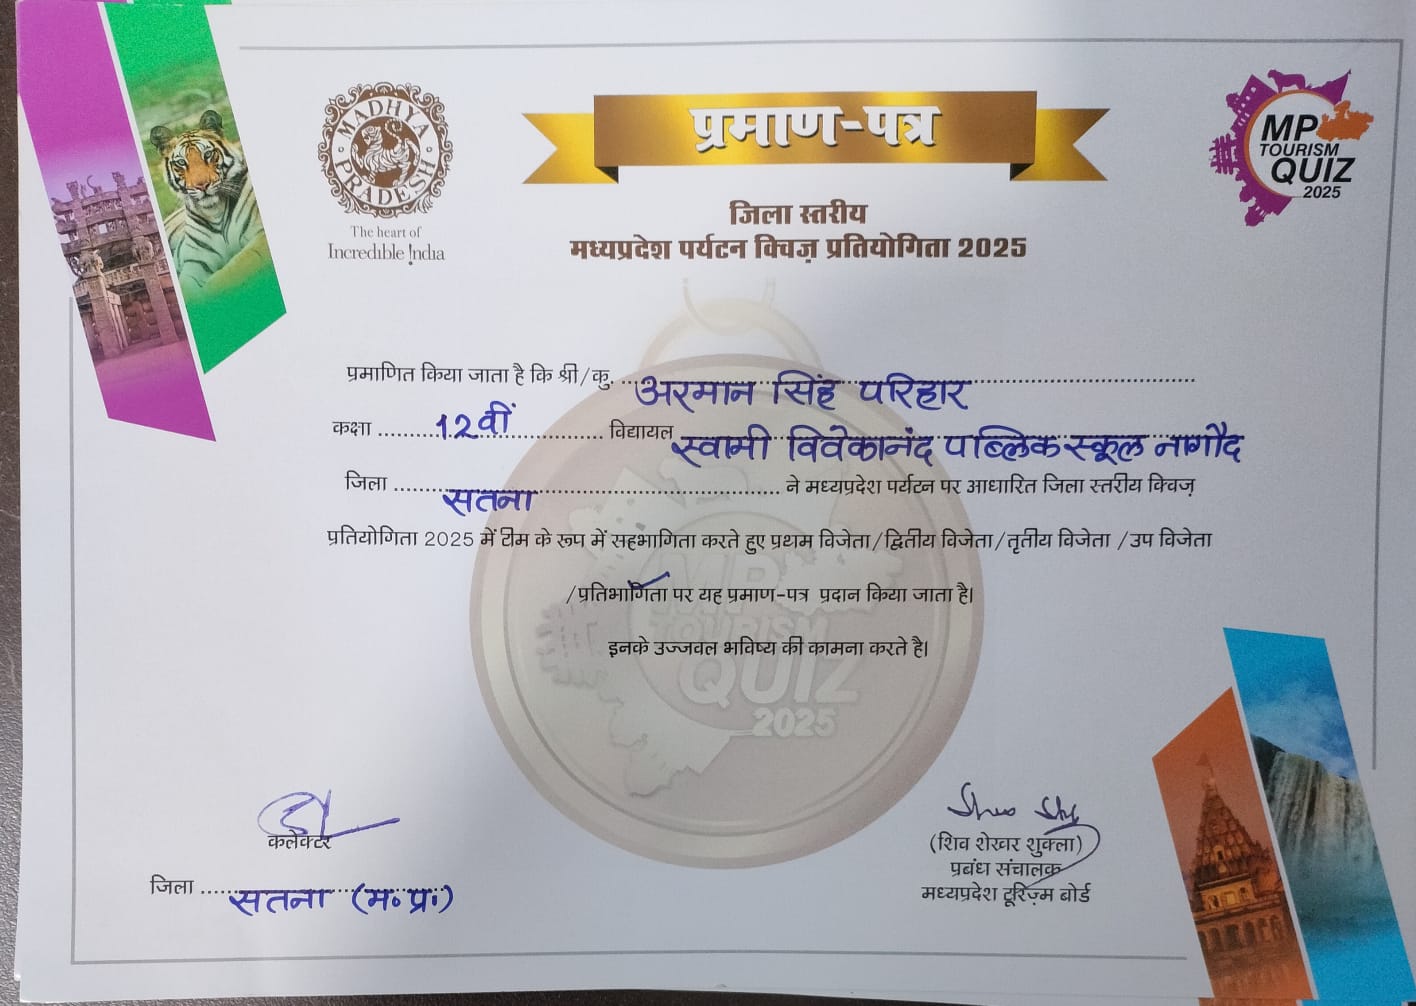 MADHYA PRADESH
The heart of
Incredible !ndia
प्रमाण-पत्र
MP
TOURISM
QUIZ
2025
जिला स्तरीय
मध्यप्रदेश पर्यटन क्विज़ प्रतियोगिता 2025
प्रमाणित किया जाता है कि श्री/कु. अरमान सिंह परिहार
कक्षा 12वीं विद्यायल स्वामी विवेकानंद पब्लिक स्कूल नागौद
जिला सतना ने मध्यप्रदेश पर्यटन पर आधारित जिला स्तरीय क्विज़
प्रतियोगिता 2025 में टीम के रूप में सहभागिता करते हुए प्रथम विजेता/द्वितीय विजेता/तृतीय विजेता /उप विजेता
/प्रतिभागिता पर यह प्रमाण-पत्र प्रदान किया जाता है।
इनके उज्जवल भविष्य की कामना करते है।
MP
TOURISM
QUIZ
2025
कलेक्टर
जिला सतना (म.प्र.)
(शिव शेखर शुक्ला)
प्रबंध संचालक
मध्यप्रदेश टूरिज़्म बोर्ड